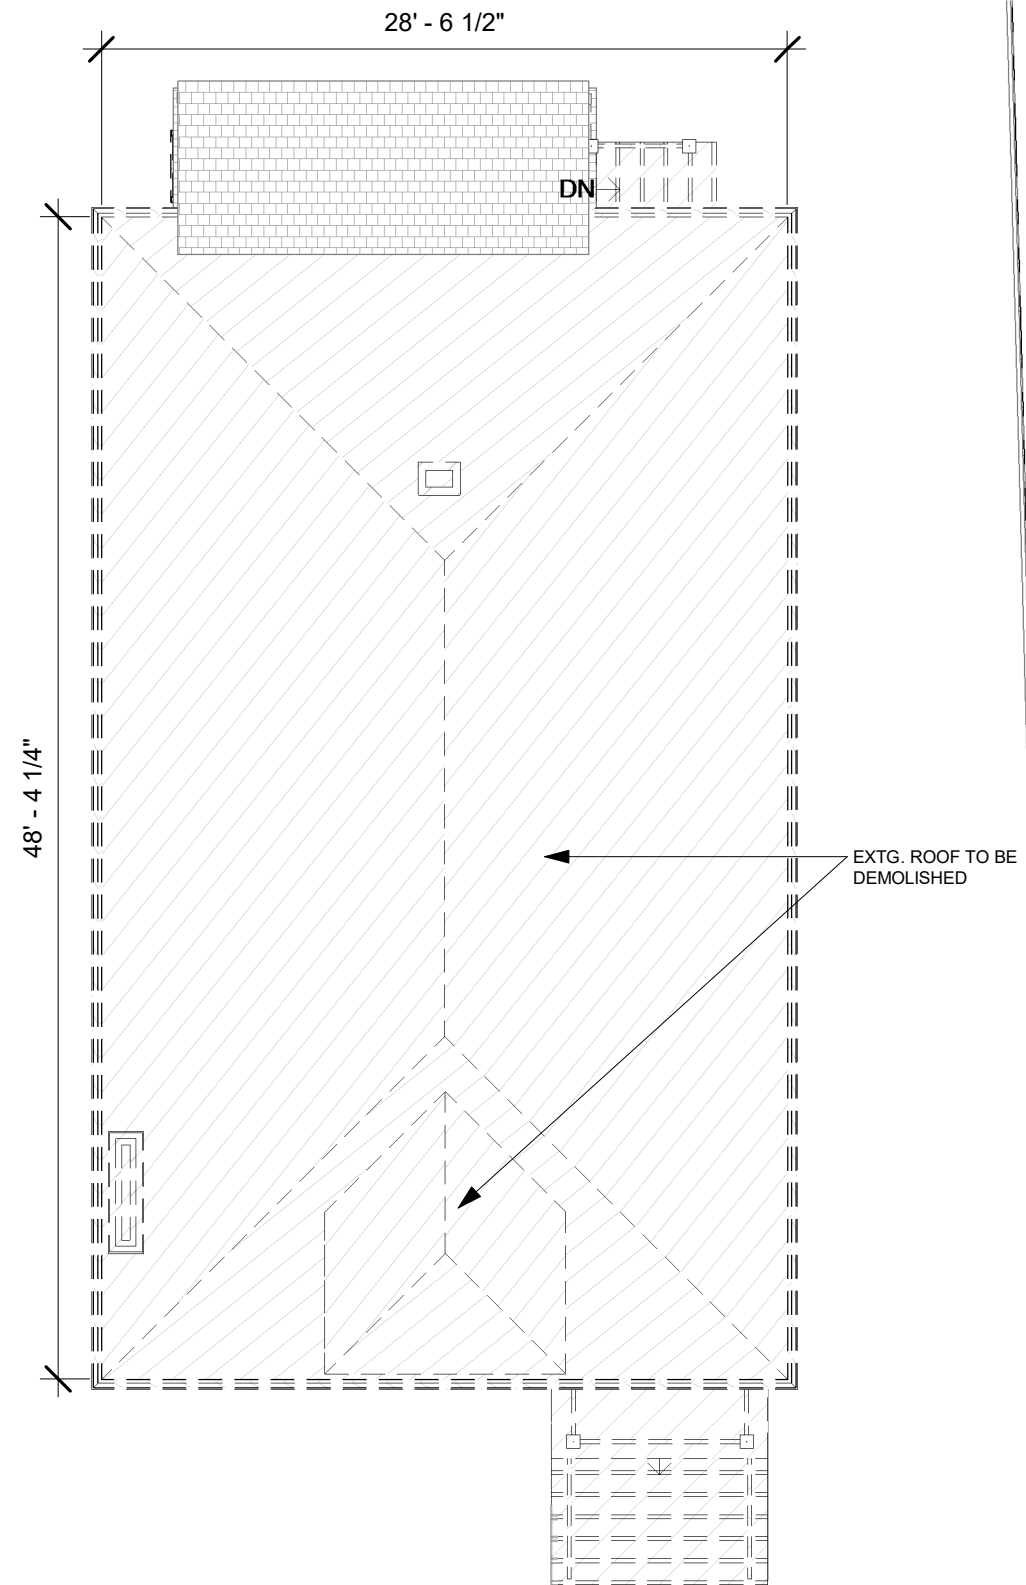 28' - 6 1/2"
DN
48' - 4 1/4"
EXTG. ROOF TO BE
DEMOLISHED